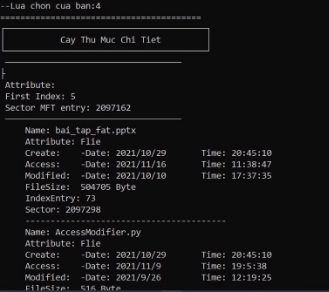 --Lua chon cua ban:4
========================================
Cay Thu Muc Chi Tiet
Attribute:
First Index: 5
Sector MFT entry: 2097162
Name: bai_tap_fat.pptx
Attribute: Flie
Create: -Date: 2021/10/29 Time: 20:45:10
Access: -Date: 2021/11/16 Time: 11:38:47
Modified: -Date: 2021/10/10 Time: 17:37:35
FileSize: 504705 Byte
IndexEntry: 73
Sector: 2097298
----------------------------------------
Name: AccessModifier.py
Attribute: Flie
Create: -Date: 2021/10/29 Time: 20:45:10
Access: -Date: 2021/11/9 Time: 19:5:38
Modified: -Date: 2021/9/26 Time: 12:19:25
FileSize: 516 Byte